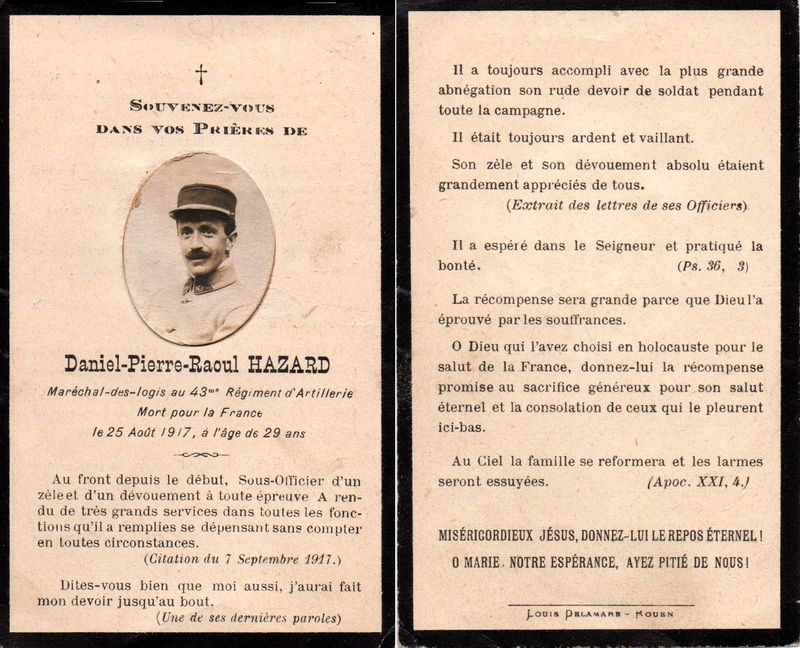 SOUVENEZ-VOUS
DANS VOS PRIÈRES DE
Daniel-Pierre-Raoul HAZARD
Maréchal-des-logis au 43me Régiment d'Artillerie
Mort pour la France
le 25 Août 1917, à l'âge de 29 ans
Au front depuis le début, Sous-Officier d'un
zèle et d'un dévouement à toute épreuve A ren-
du de très grands services dans toutes les fonc-
tions qu'il a remplies se dépensant sans compter
en toutes circonstances.
(Citation du 7 Septembre 1917.)
Dites-vous bien que moi aussi, j'aurai fait
mon devoir jusqu'au bout.
(Une de ses dernières paroles)
Il a toujours accompli avec la plus grande
abnégation son rude devoir de soldat pendant
toute la campagne.
Il était toujours ardent et vaillant.
Son zèle et son dévouement absolu étaient
grandement appréciés de tous.
(Extrait des lettres de ses Officiers)
Il a espéré dans le Seigneur et pratiqué la
bonté. (Ps. 36, 3)
La récompense sera grande parce que Dieu l'a
éprouvé par les souffrances.
O Dieu qui l'avez choisi en holocauste pour le
salut de la France, donnez-lui la récompense
promise au sacrifice généreux pour son salut
éternel et la consolation de ceux qui le pleurent
ici-bas.
Au Ciel la famille se reformera et les larmes
seront essuyées. (Apoc. XXI, 4.)
MISÉRICORDIEUX JÉSUS, DONNEZ-LUI LE REPOS ÉTERNEL !
O MARIE, NOTRE ESPÉRANCE, AYEZ PITIÉ DE NOUS !
LOUIS DELAMARE - ROUEN